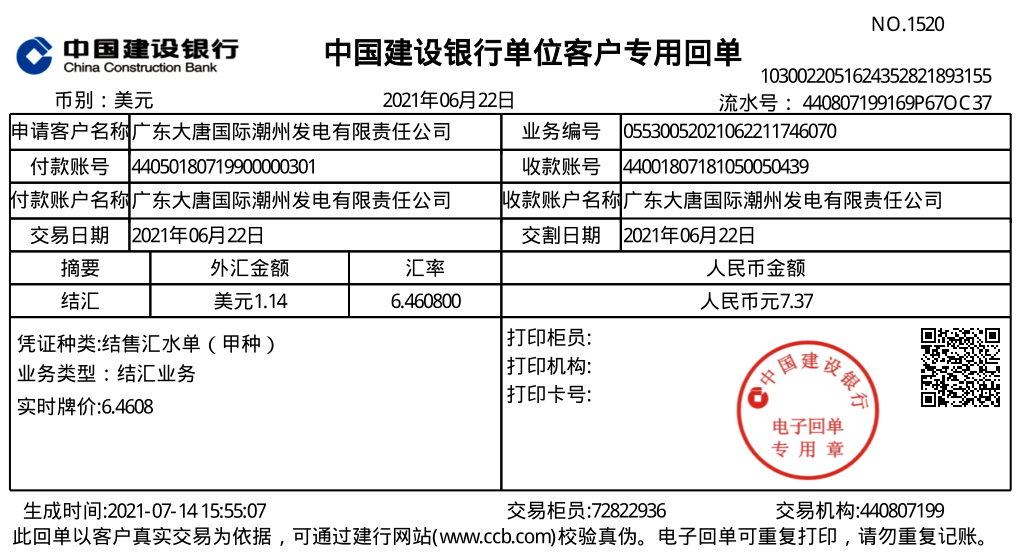 NO.1520
中国建设银行
China Construction Bank
中国建设银行单位客户专用回单
1030022051624352821893155
币别：美元 2021年06月22日 流水号： 440807199169P67OC37
申请客户名称 广东大唐国际潮州发电有限责任公司 业务编号 05530052021062211746070
付款账号 44050180719900000301 收款账号 44001807181050050439
付款账户名称 广东大唐国际潮州发电有限责任公司 收款账户名称 广东大唐国际潮州发电有限责任公司
交易日期 2021年06月22日 交割日期 2021年06月22日
摘要 外汇金额 汇率 人民币金额
结汇 美元1.14 6.460800 人民币元7.37
凭证种类:结售汇水单（甲种）
业务类型：结汇业务
实时牌价:6.4608
打印柜员:
打印机构:
打印卡号:
中国建设银行
电子回单
专用章
生成时间:2021-07-14 15:55:07 交易柜员:72822936 交易机构:440807199
此回单以客户真实交易为依据，可通过建行网站(www.ccb.com)校验真伪。电子回单可重复打印，请勿重复记账。